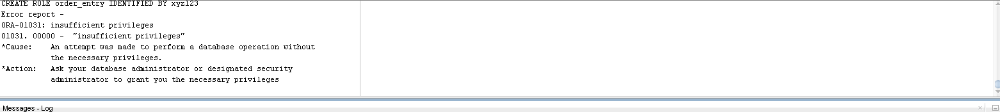 CREATE ROLE order_entry IDENTIFIED BY xyz123
Error report -
ORA-01031: insufficient privileges
01031. 00000 -  "insufficient privileges"
*Cause:    An attempt was made to perform a database operation without
           the necessary privileges.
*Action:   Ask your database administrator or designated security
           administrator to grant you the necessary privileges
Messages - Log